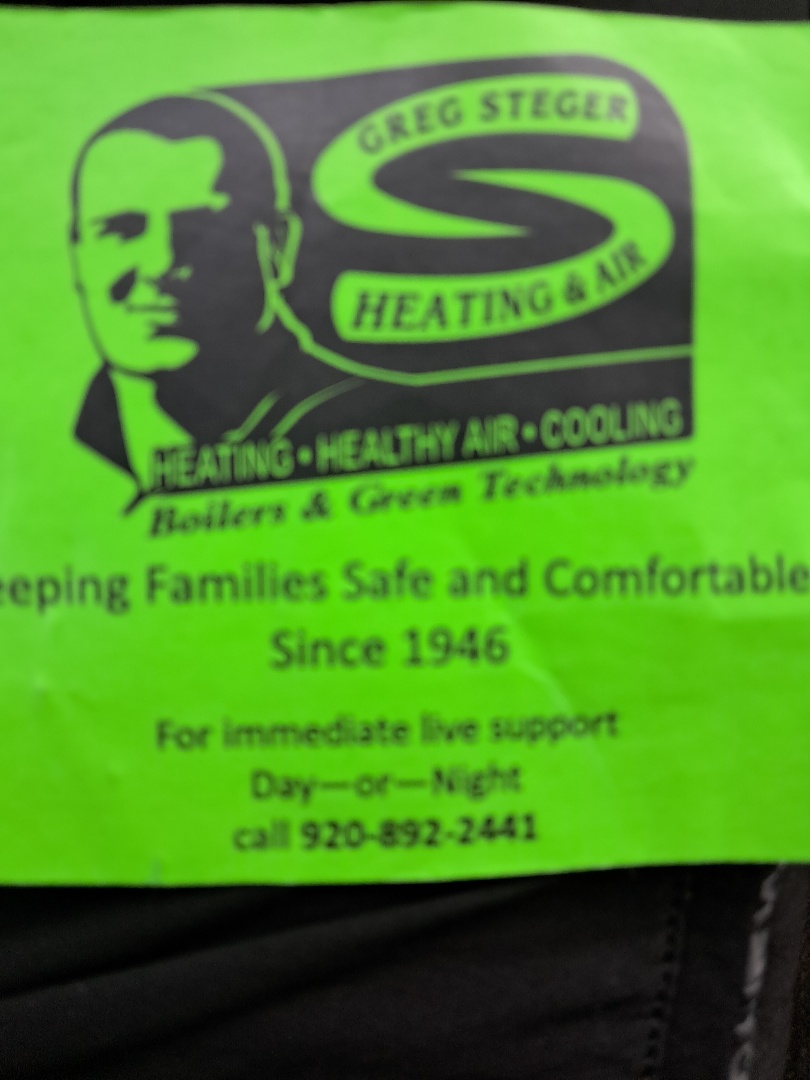 GREG STEGER
HEATING & AIR
HEATING • HEALTHY AIR • COOLING
Boilers & Green Technology
eeping Families Safe and Comfortable
Since 1946
For immediate live support
Day—or—Night
call 920-892-2441